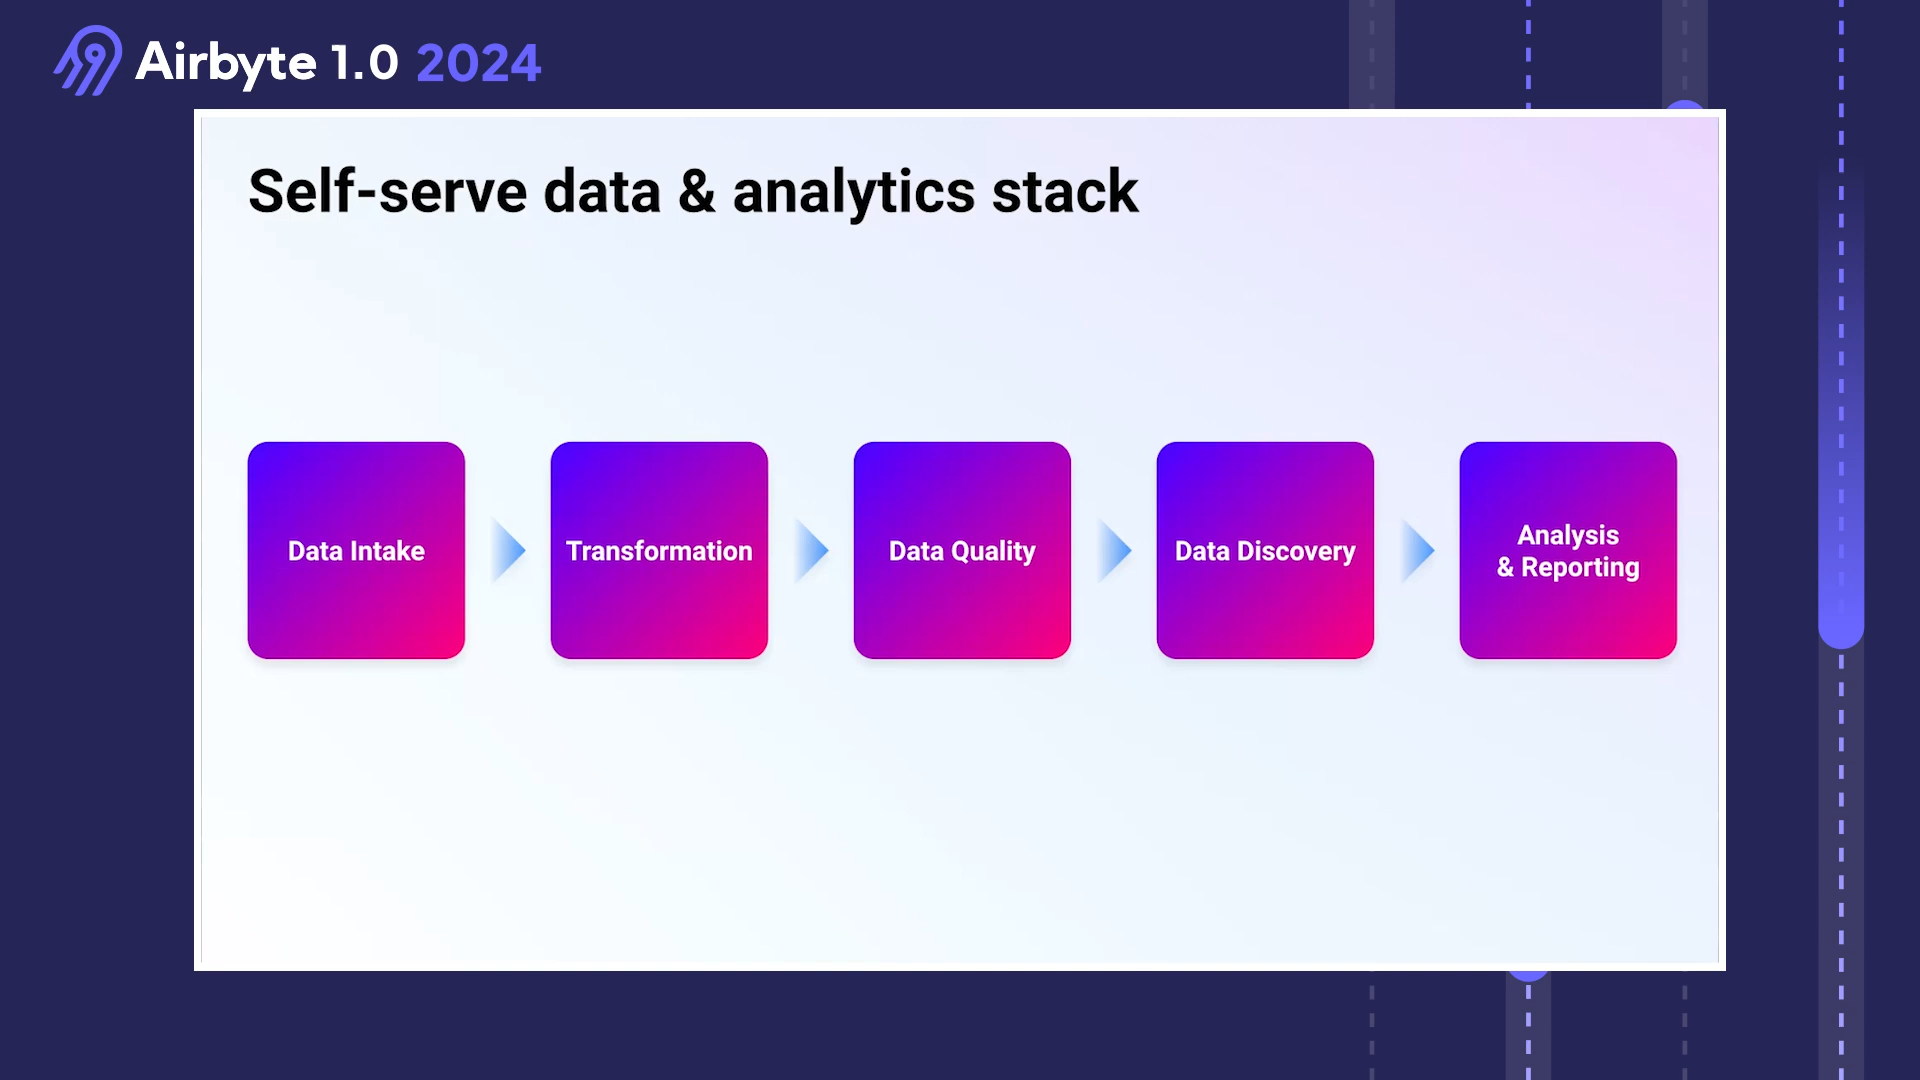 Airbyte 1.0 2024
Self-serve data & analytics stack
Data Intake
Transformation
Data Quality
Data Discovery
Analysis
& Reporting